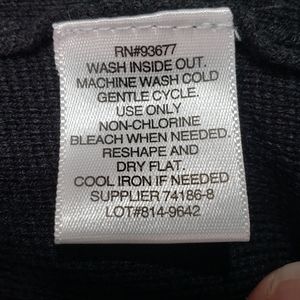 RN#93677
WASH INSIDE OUT.
MACHINE WASH COLD
GENTLE CYCLE.
USE ONLY
NON-CHLORINE
BLEACH WHEN NEEDED.
RESHAPE AND
DRY FLAT.
COOL IRON IF NEEDED
SUPPLIER 74186-8
LOT#814-9642